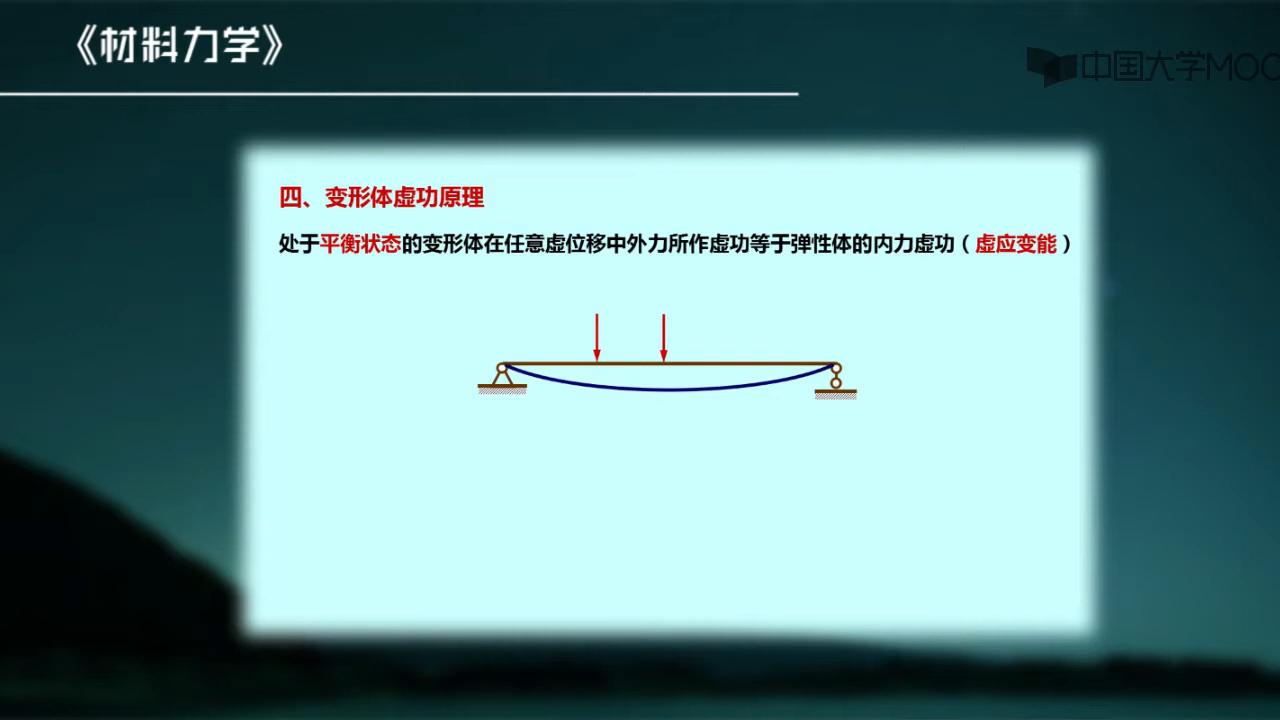 《材料力学》
中国大学MOO
四、变形体虚功原理
处于平衡状态的变形体在任意虚位移中外力所作虚功等于弹性体的内力虚功（虚应变能）